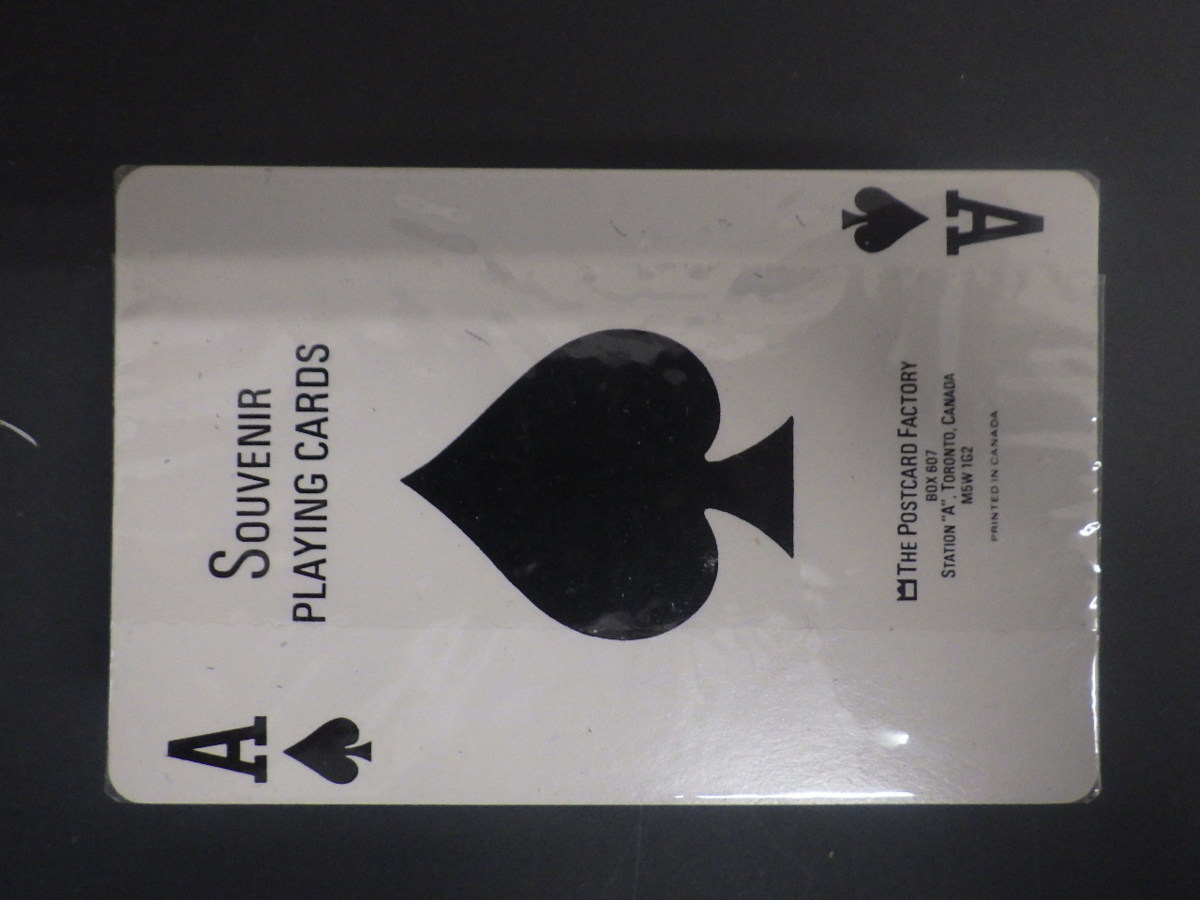 A
SOUVENIR
PLAYING CARDS
THE POSTCARD FACTORY
BOX 607
STATION "A", TORONTO, CANADA
M5W 1G2
PRINTED IN CANADA
A